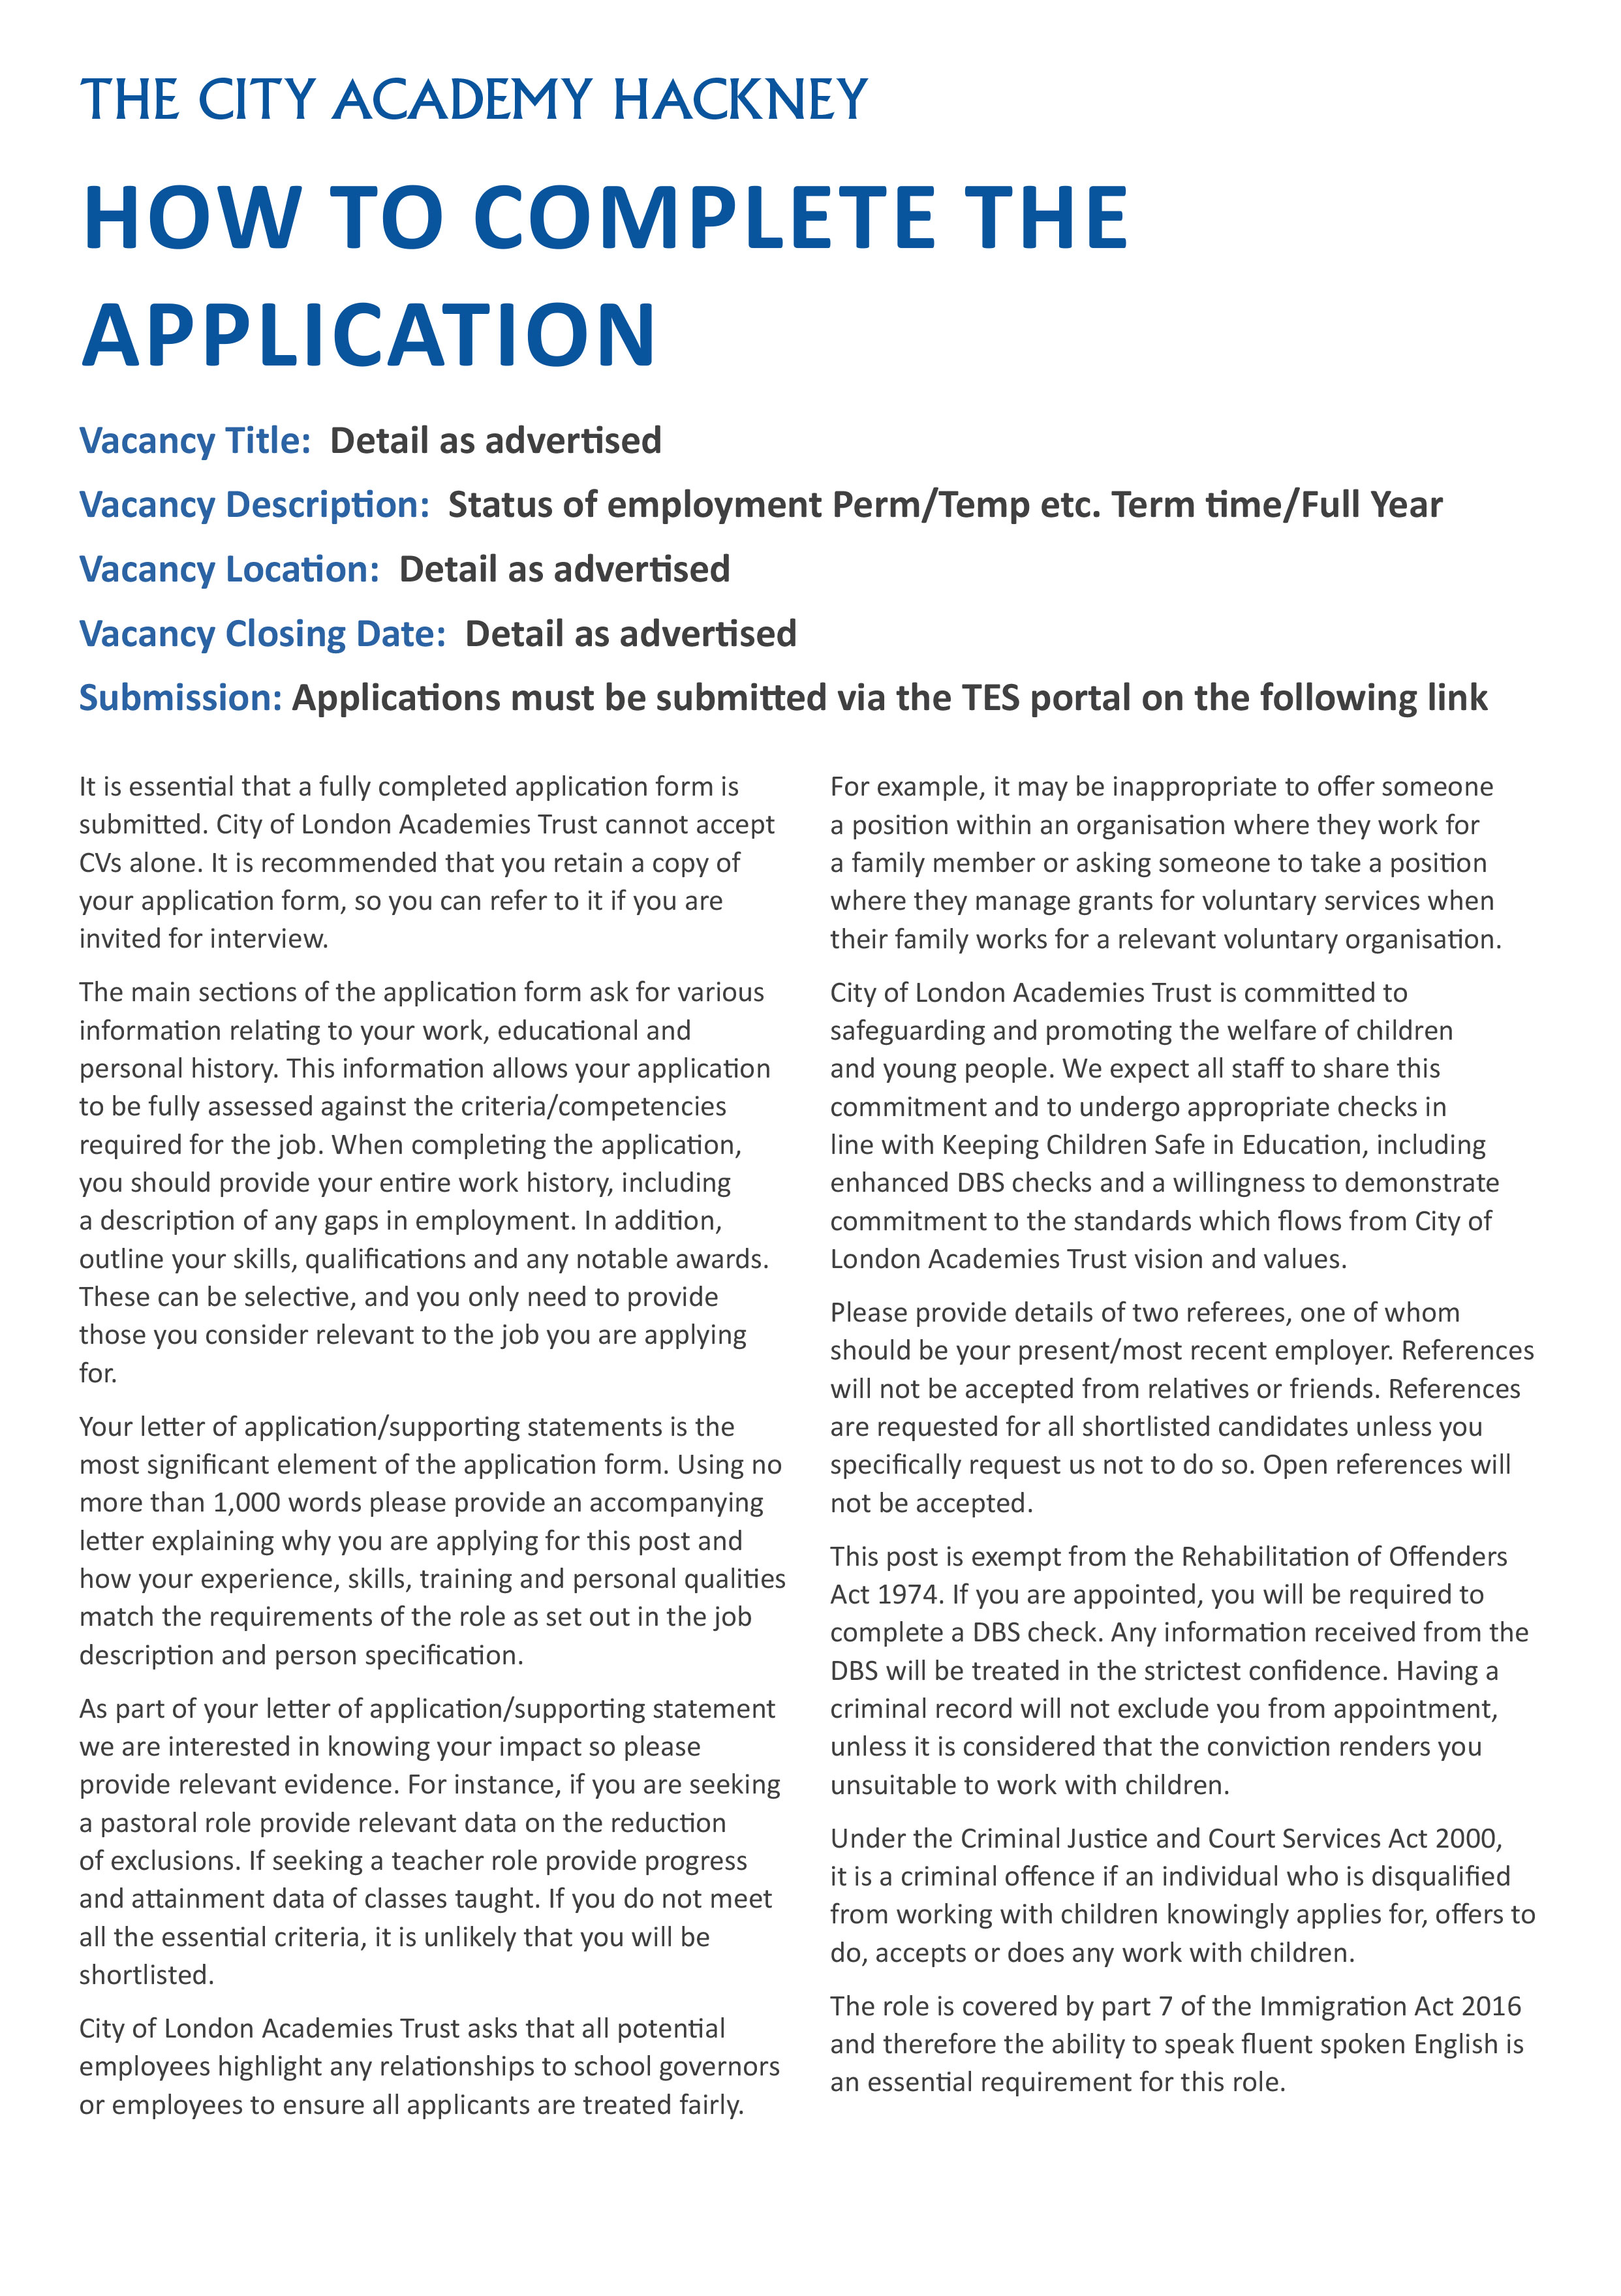 THE CITY ACADEMY HACKNEY
HOW TO COMPLETE THE
APPLICATION
Vacancy Title: Detail as advertised
Vacancy Description: Status of employment Perm/Temp etc. Term time/Full Year
Vacancy Location: Detail as advertised
Vacancy Closing Date: Detail as advertised
Submission: Applications must be submitted via the TES portal on the following link
It is essential that a fully completed application form is
submitted. City of London Academies Trust cannot accept
CVs alone. It is recommended that you retain a copy of
your application form, so you can refer to it if you are
invited for interview.
The main sections of the application form ask for various
information relating to your work, educational and
personal history. This information allows your application
to be fully assessed against the criteria/competencies
required for the job. When completing the application,
you should provide your entire work history, including
a description of any gaps in employment. In addition,
outline your skills, qualifications and any notable awards.
These can be selective, and you only need to provide
those you consider relevant to the job you are applying
for.
Your letter of application/supporting statements is the
most significant element of the application form. Using no
more than 1,000 words please provide an accompanying
letter explaining why you are applying for this post and
how your experience, skills, training and personal qualities
match the requirements of the role as set out in the job
description and person specification.
As part of your letter of application/supporting statement
we are interested in knowing your impact so please
provide relevant evidence. For instance, if you are seeking
a pastoral role provide relevant data on the reduction
of exclusions. If seeking a teacher role provide progress
and attainment data of classes taught. If you do not meet
all the essential criteria, it is unlikely that you will be
shortlisted.
City of London Academies Trust asks that all potential
employees highlight any relationships to school governors
or employees to ensure all applicants are treated fairly.
For example, it may be inappropriate to offer someone
a position within an organisation where they work for
a family member or asking someone to take a position
where they manage grants for voluntary services when
their family works for a relevant voluntary organisation.
City of London Academies Trust is committed to
safeguarding and promoting the welfare of children
and young people. We expect all staff to share this
commitment and to undergo appropriate checks in
line with Keeping Children Safe in Education, including
enhanced DBS checks and a willingness to demonstrate
commitment to the standards which flows from City of
London Academies Trust vision and values.
Please provide details of two referees, one of whom
should be your present/most recent employer. References
will not be accepted from relatives or friends. References
are requested for all shortlisted candidates unless you
specifically request us not to do so. Open references will
not be accepted.
This post is exempt from the Rehabilitation of Offenders
Act 1974. If you are appointed, you will be required to
complete a DBS check. Any information received from the
DBS will be treated in the strictest confidence. Having a
criminal record will not exclude you from appointment,
unless it is considered that the conviction renders you
unsuitable to work with children.
Under the Criminal Justice and Court Services Act 2000,
it is a criminal offence if an individual who is disqualified
from working with children knowingly applies for, offers to
do, accepts or does any work with children.
The role is covered by part 7 of the Immigration Act 2016
and therefore the ability to speak fluent spoken English is
an essential requirement for this role.